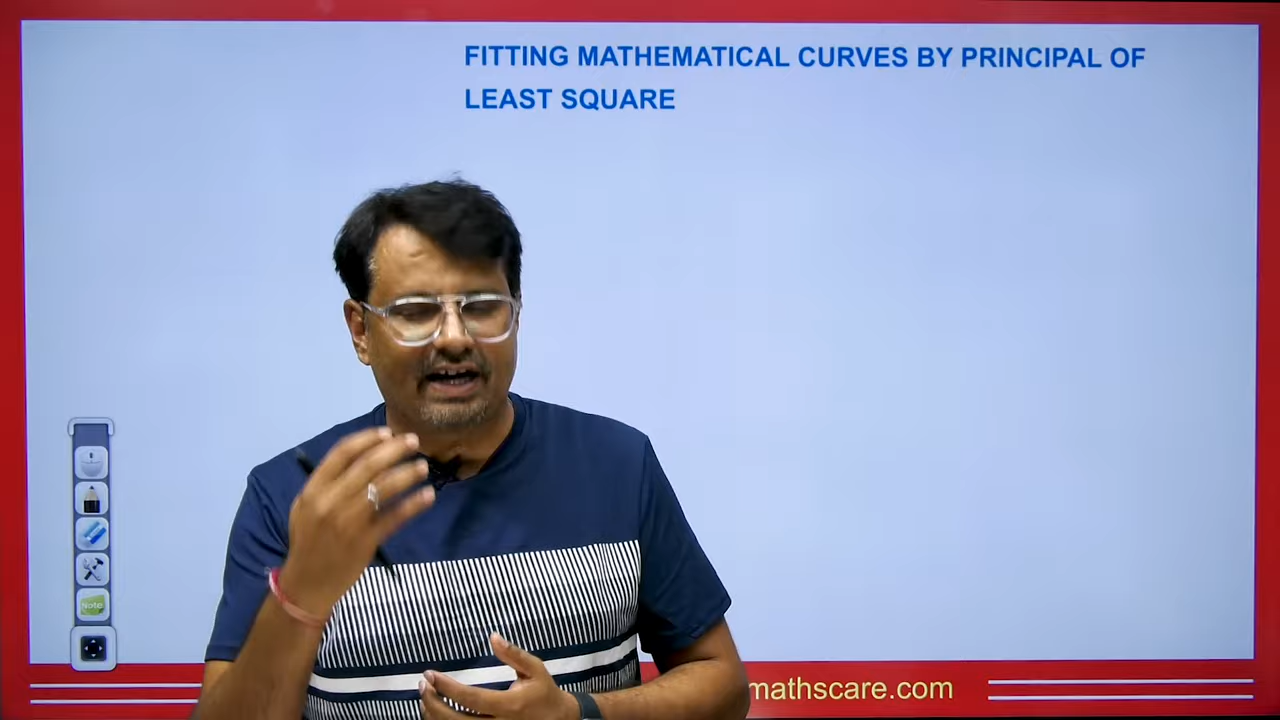 FITTING MATHEMATICAL CURVES BY PRINCIPAL OF
LEAST SQUARE
Note
mathscare.com